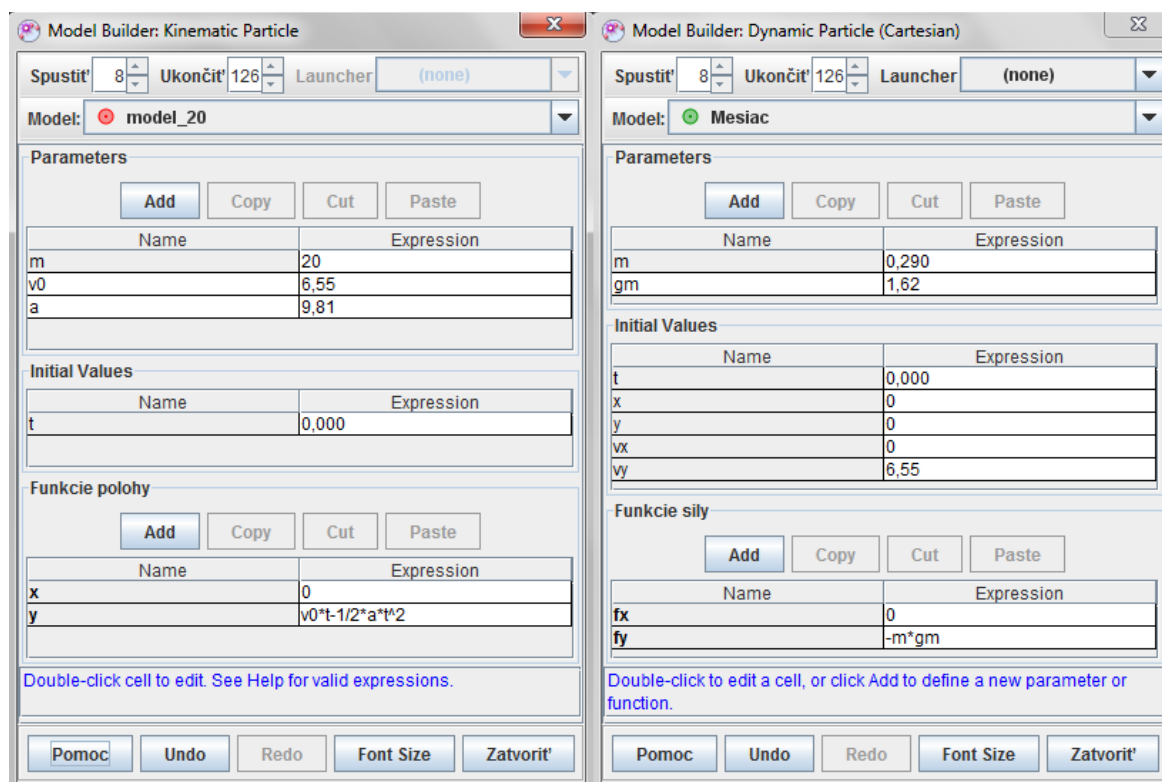 Model Builder: Kinematic Particle
Spustiť 8 Ukončiť 126 Launcher (none)
Model: model_20
Parameters
Add Copy Cut Paste
Name Expression
m 20
v0 6,55
a 9,81
Initial Values
Name Expression
t 0,000
Funkcie polohy
Add Copy Cut Paste
Name Expression
x 0
y v0*t-1/2*a*t^2
Double-click cell to edit. See Help for valid expressions.
Pomoc Undo Redo Font Size Zatvoriť
Model Builder: Dynamic Particle (Cartesian)
Spustiť 8 Ukončiť 126 Launcher (none)
Model: Mesiac
Parameters
Add Copy Cut Paste
Name Expression
m 0,290
gm 1,62
Initial Values
Name Expression
t 0,000
x 0
y 0
vx 0
vy 6,55
Funkcie sily
Add Copy Cut Paste
Name Expression
fx 0
fy -m*gm
Double-click to edit a cell, or click Add to define a new parameter or
function.
Pomoc Undo Redo Font Size Zatvoriť